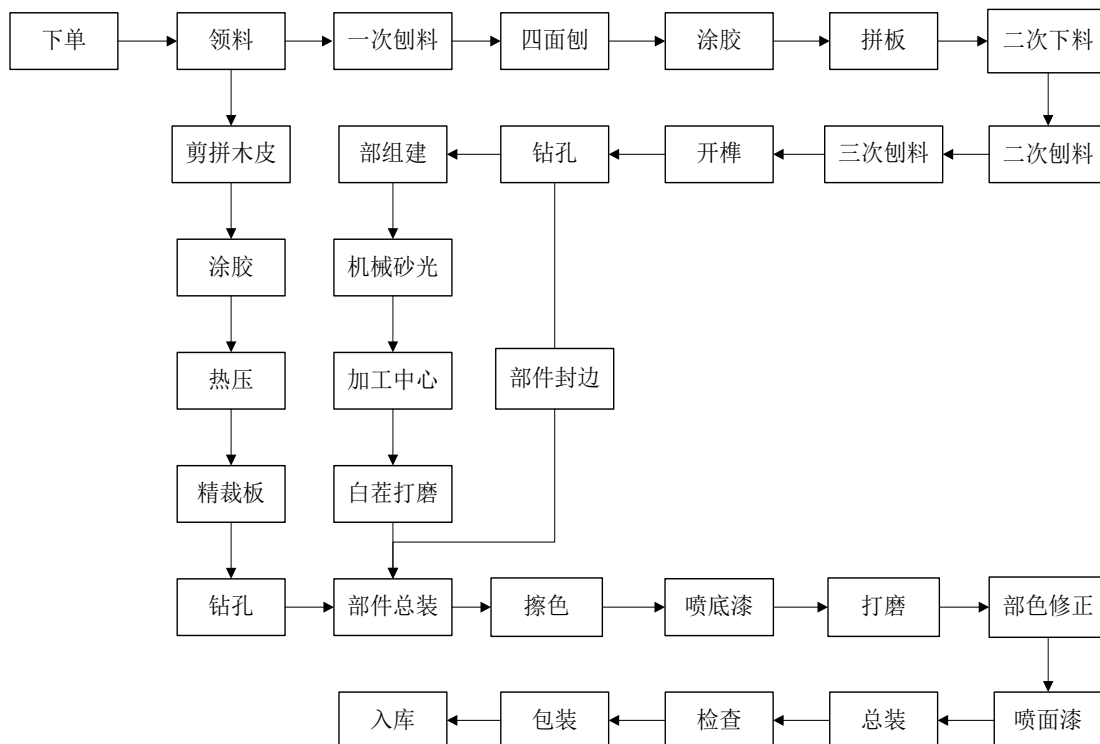 下单
领料
一次刨料
四面刨
涂胶
拼板
二次下料
剪拼木皮
部组建
钻孔
开榫
三次刨料
二次刨料
涂胶
机械砂光
热压
加工中心
部件封边
精裁板
白茬打磨
钻孔
部件总装
擦色
喷底漆
打磨
部色修正
入库
包装
检查
总装
喷面漆